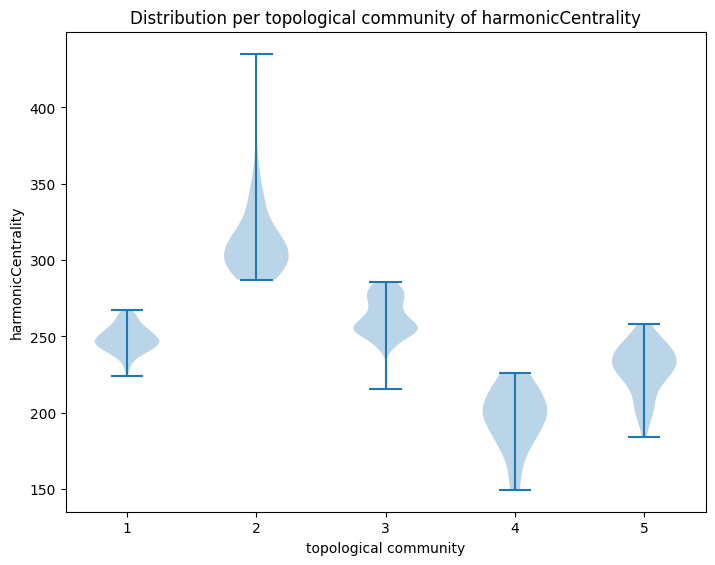 Distribution per topological community of harmonicCentrality
harmonicCentrality
400
350
300
250
200
150
1 2 3 4 5
topological community